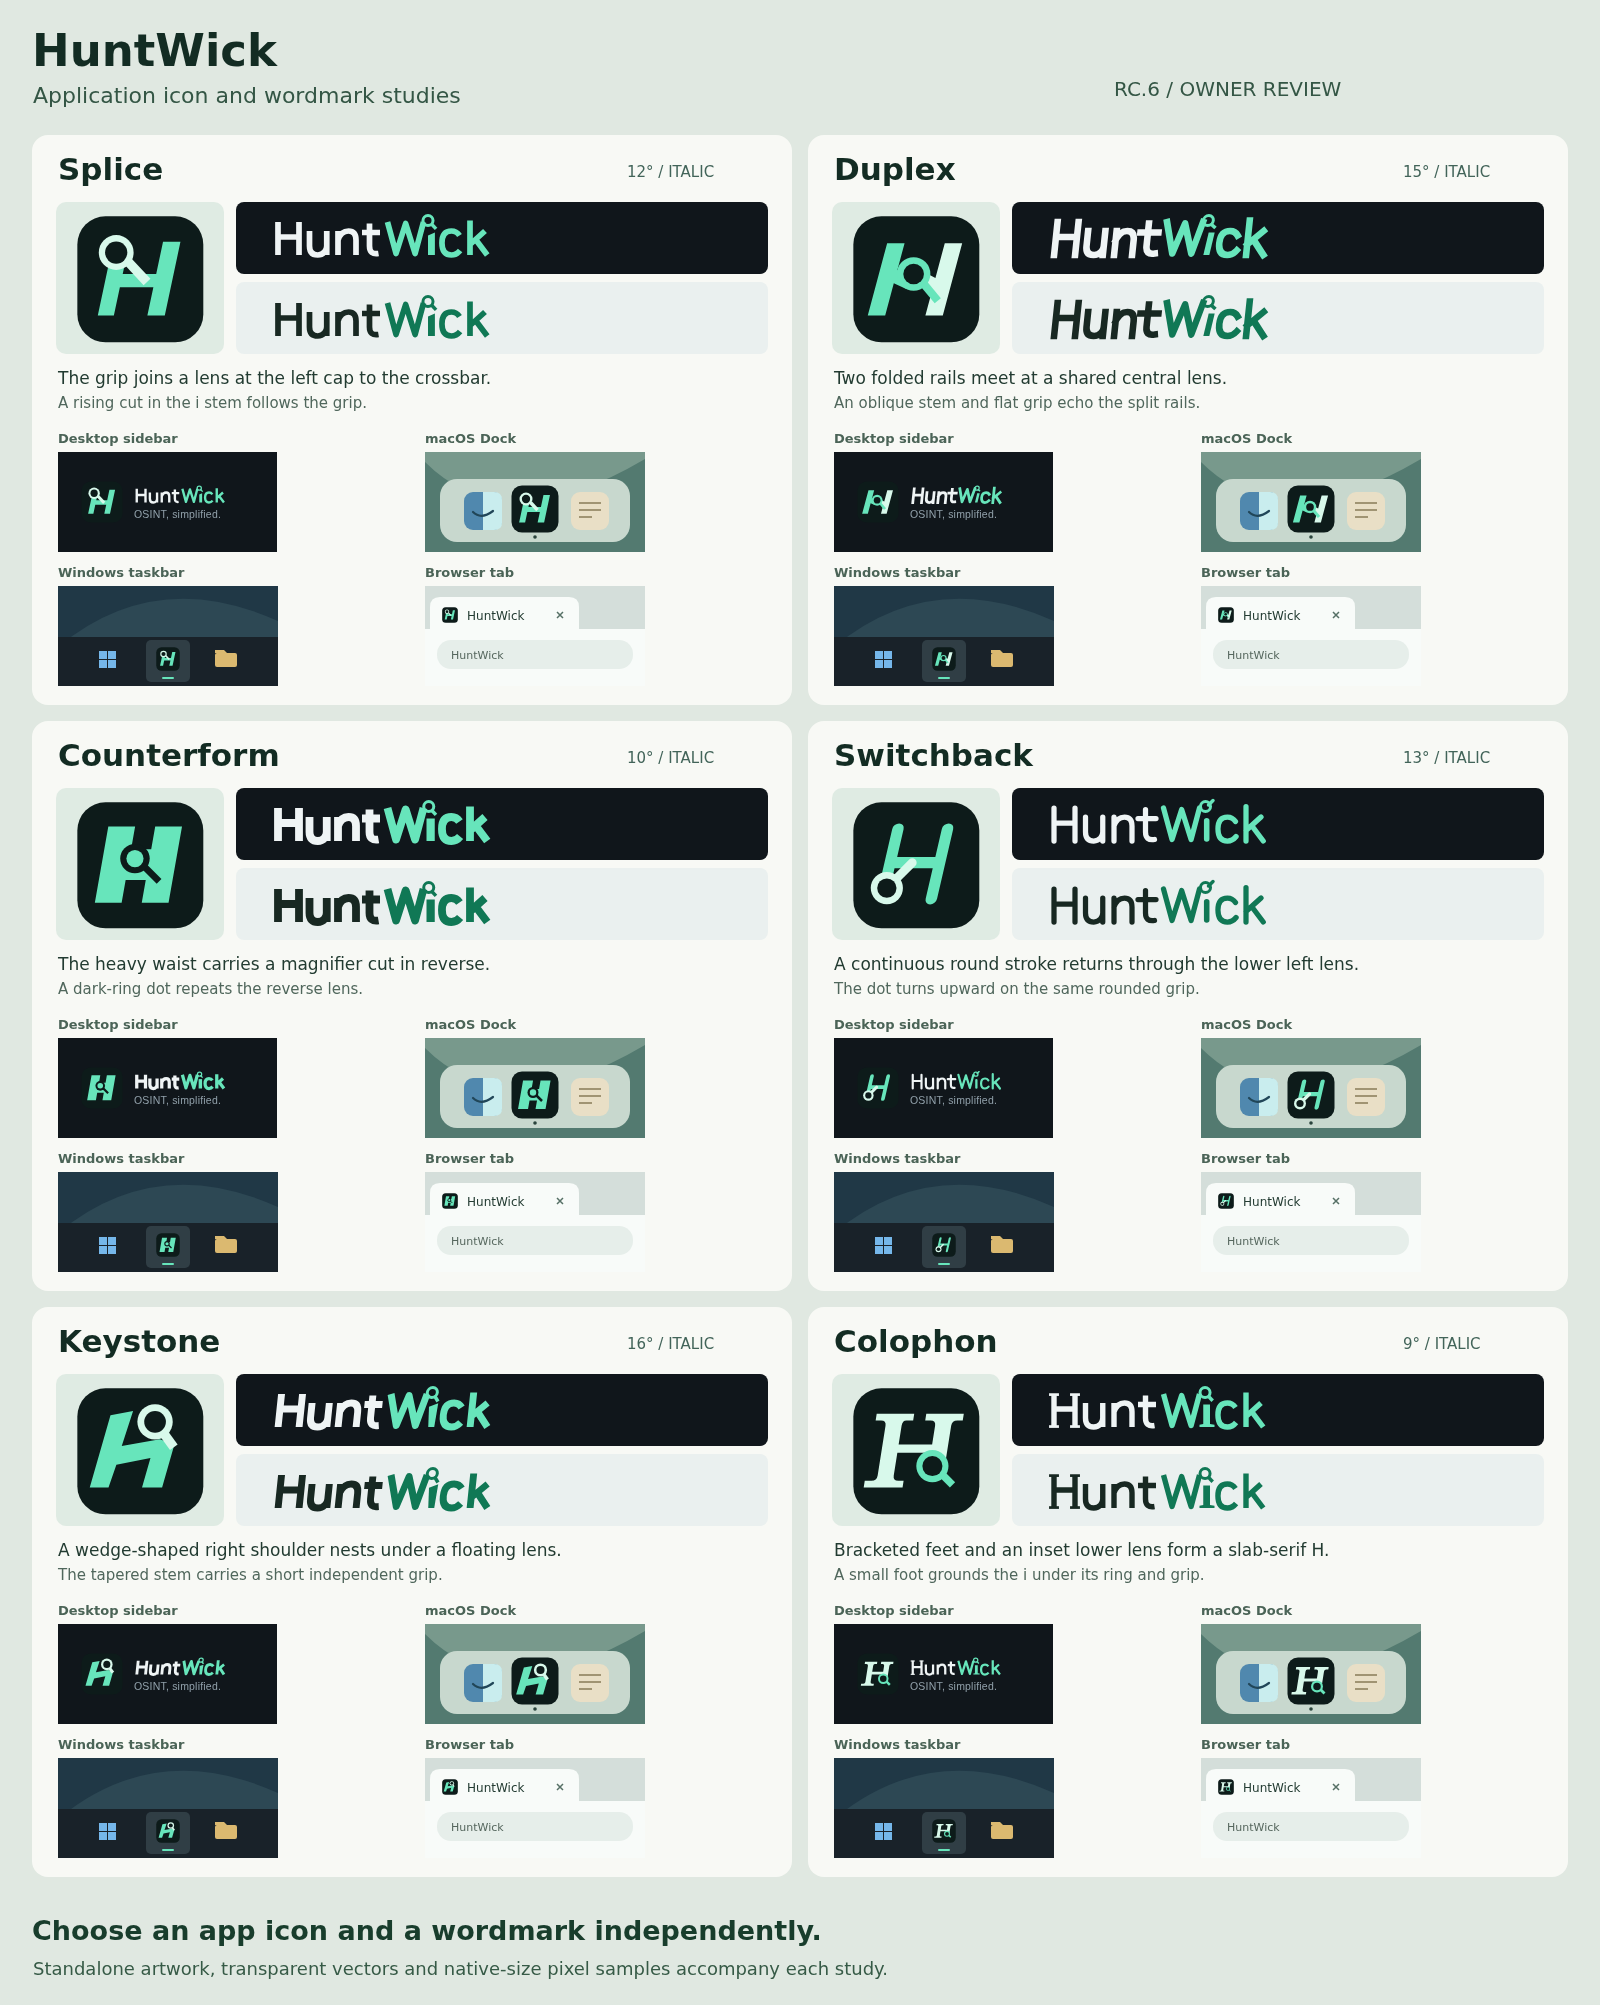 HuntWick
Application icon and wordmark studies
RC.6 / OWNER REVIEW
Splice
12° / ITALIC
HuntWick
HuntWick
The grip joins a lens at the left cap to the crossbar.
A rising cut in the i stem follows the grip.
Desktop sidebar
macOS Dock
HuntWick
OSINT, simplified.
Windows taskbar
Browser tab
HuntWick ×
HuntWick
Duplex
15° / ITALIC
HuntWick
HuntWick
Two folded rails meet at a shared central lens.
An oblique stem and flat grip echo the split rails.
Desktop sidebar
macOS Dock
HuntWick
OSINT, simplified.
Windows taskbar
Browser tab
HuntWick ×
HuntWick
Counterform
10° / ITALIC
HuntWick
HuntWick
The heavy waist carries a magnifier cut in reverse.
A dark-ring dot repeats the reverse lens.
Desktop sidebar
macOS Dock
HuntWick
OSINT, simplified.
Windows taskbar
Browser tab
HuntWick ×
HuntWick
Switchback
13° / ITALIC
HuntWick
HuntWick
A continuous round stroke returns through the lower left lens.
The dot turns upward on the same rounded grip.
Desktop sidebar
macOS Dock
HuntWick
OSINT, simplified.
Windows taskbar
Browser tab
HuntWick ×
HuntWick
Keystone
16° / ITALIC
HuntWick
HuntWick
A wedge-shaped right shoulder nests under a floating lens.
The tapered stem carries a short independent grip.
Desktop sidebar
macOS Dock
HuntWick
OSINT, simplified.
Windows taskbar
Browser tab
HuntWick ×
HuntWick
Colophon
9° / ITALIC
HuntWick
HuntWick
Bracketed feet and an inset lower lens form a slab-serif H.
A small foot grounds the i under its ring and grip.
Desktop sidebar
macOS Dock
HuntWick
OSINT, simplified.
Windows taskbar
Browser tab
HuntWick ×
HuntWick
Choose an app icon and a wordmark independently.
Standalone artwork, transparent vectors and native-size pixel samples accompany each study.